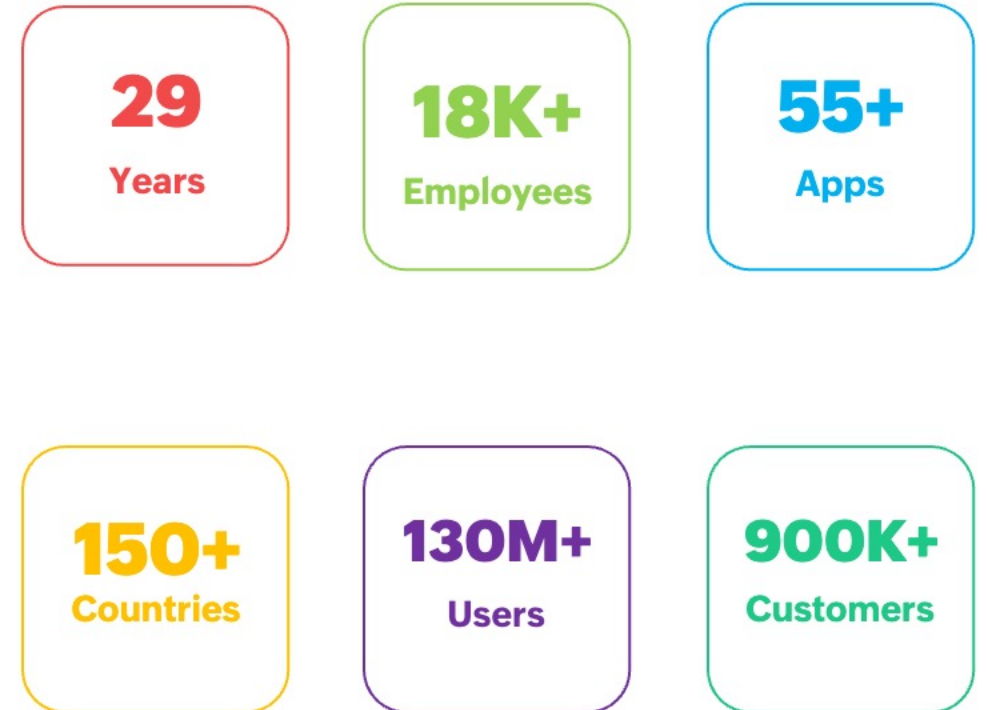 29
Years
18K+
Employees
55+
Apps
150+
Countries
130M+
Users
900K+
Customers